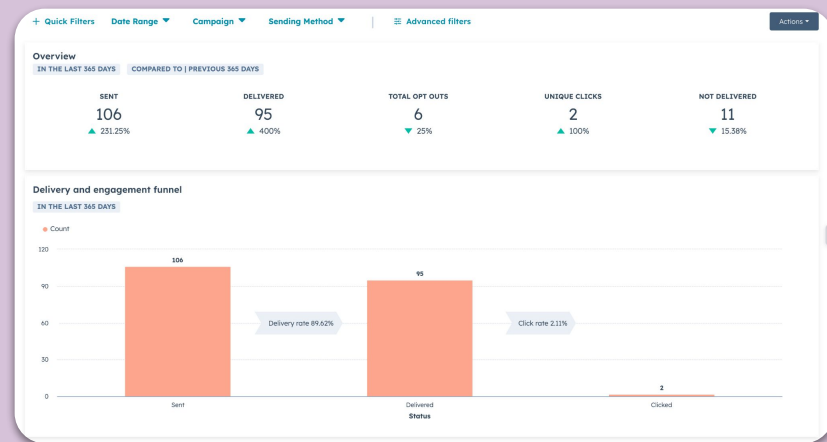 + Quick Filters Date Range Campaign Sending Method Advanced filters Actions
Overview
IN THE LAST 365 DAYS COMPARED TO | PREVIOUS 365 DAYS
SENT DELIVERED TOTAL OPT OUTS UNIQUE CLICKS NOT DELIVERED
106 95 6 2 11
▲ 231.25% ▲ 400% ▼ 25% ▲ 100% ▼ 15.38%
Delivery and engagement funnel
IN THE LAST 365 DAYS
Count
120
106
95
90
60
Delivery rate 89.62% Click rate 2.11%
30
2
0
Sent Delivered Clicked
Status